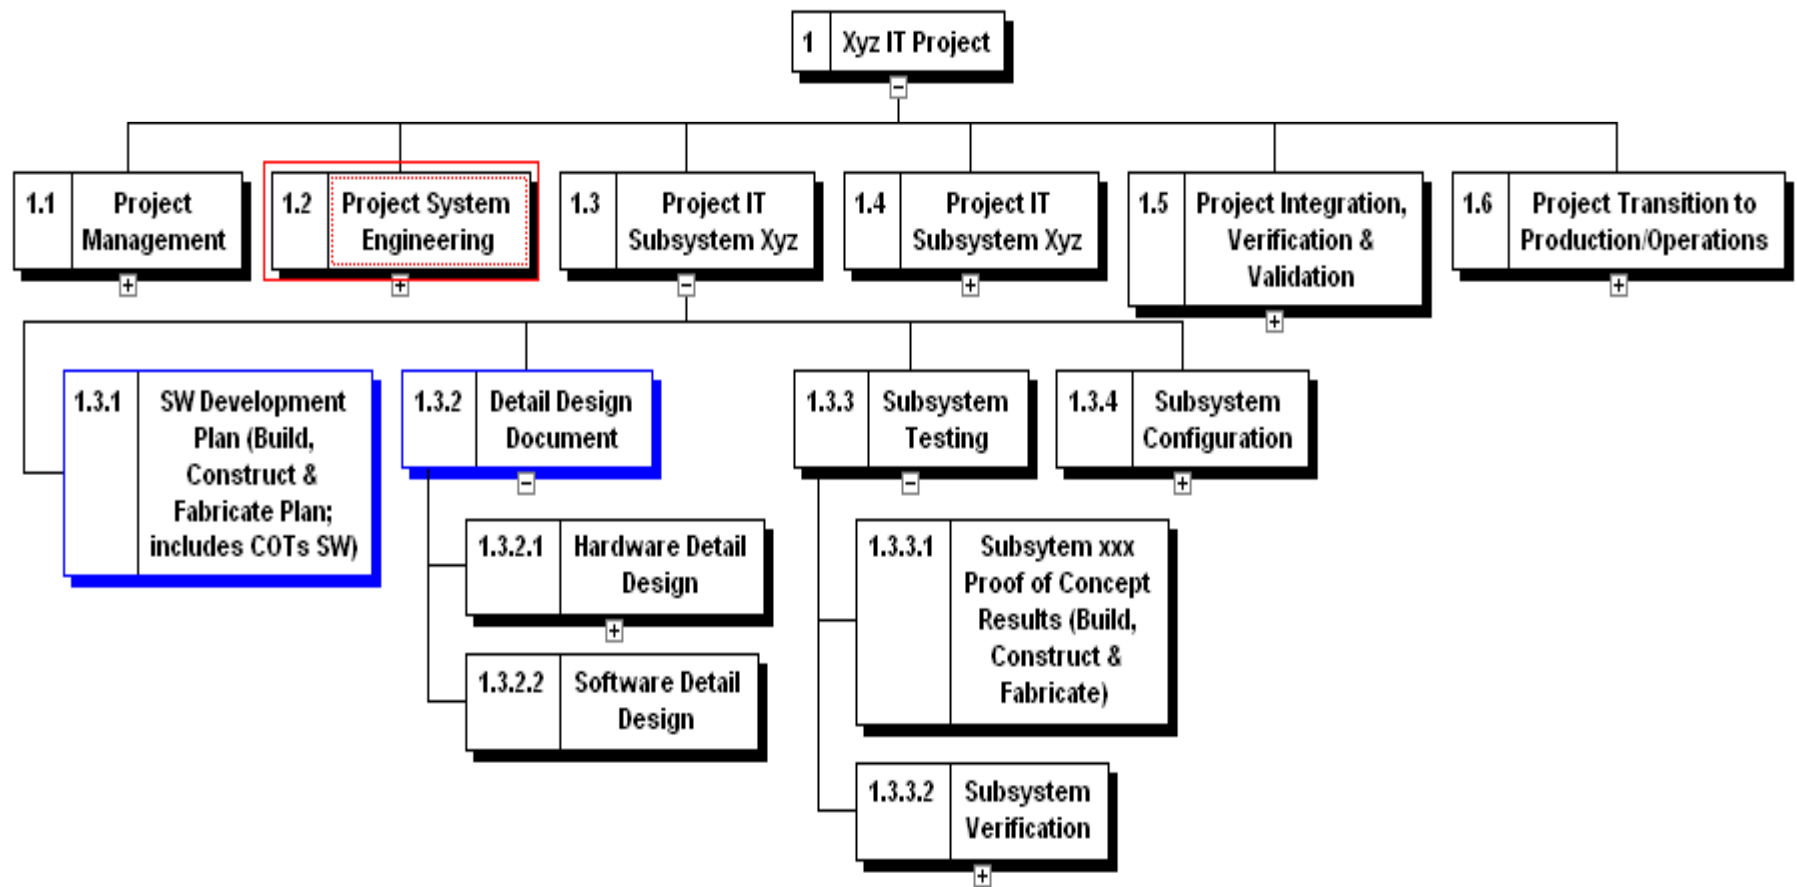 1 Xyz IT Project
1.1 Project
Management
1.2 Project System
Engineering
1.3 Project IT
Subsystem Xyz
1.4 Project IT
Subsystem Xyz
1.5 Project Integration,
Verification &
Validation
1.6 Project Transition to
Production/Operations
1.3.1 SW Development
Plan (Build,
Construct &
Fabricate Plan;
includes COTs SW)
1.3.2 Detail Design
Document
1.3.2.1 Hardware Detail
Design
1.3.2.2 Software Detail
Design
1.3.3 Subsystem
Testing
1.3.3.1 Subsytem xxx
Proof of Concept
Results (Build,
Construct &
Fabricate)
1.3.3.2 Subsystem
Verification
1.3.4 Subsystem
Configuration